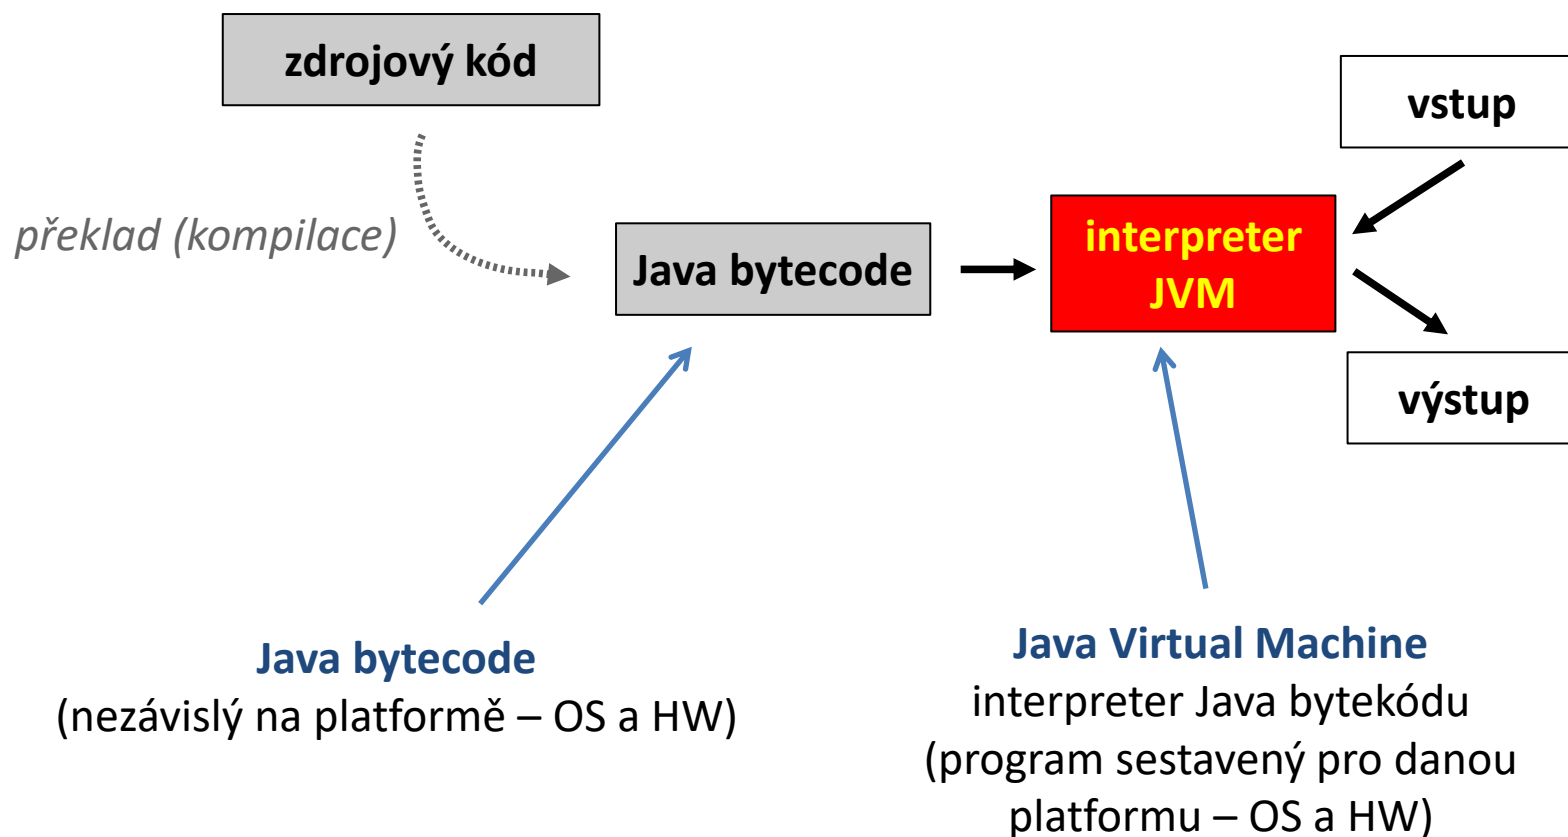 zdrojový kód
vstup
překlad (kompilace)
Java bytecode
interpreter
JVM
výstup
Java bytecode
(nezávislý na platformě – OS a HW)
Java Virtual Machine
interpreter Java bytekódu
(program sestavený pro danou
platformu – OS a HW)